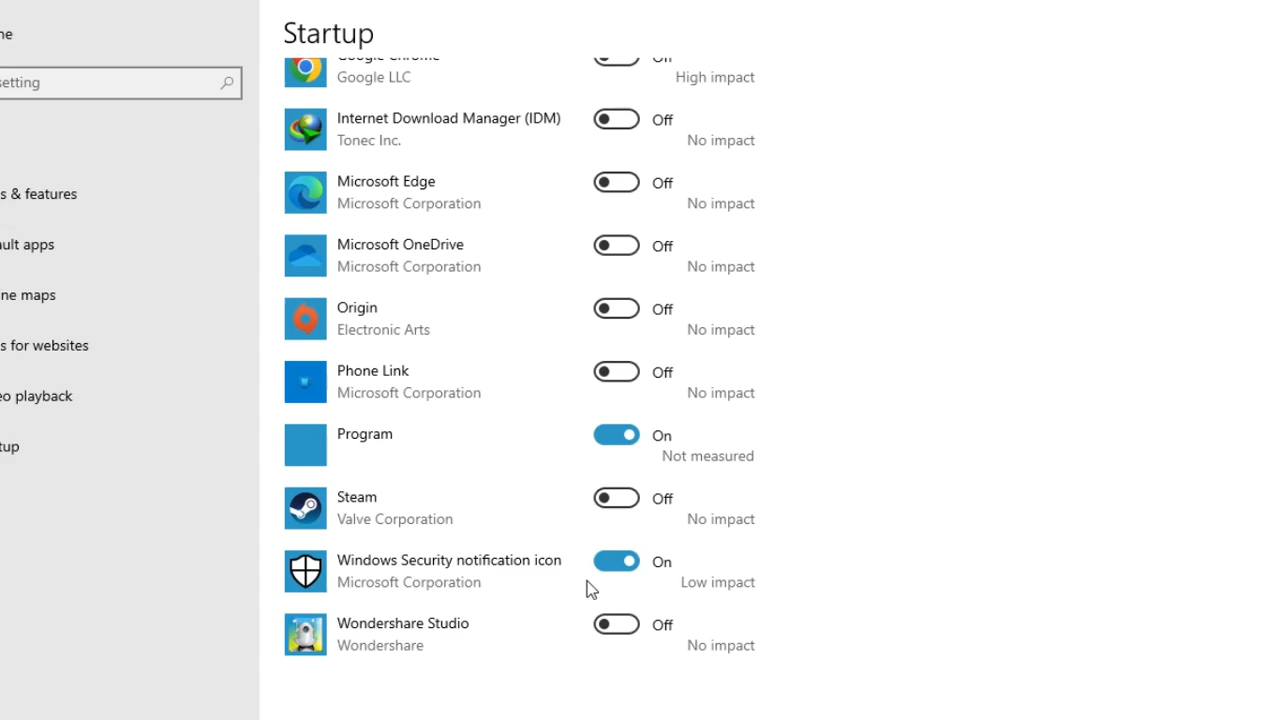 ne
Startup
setting
Google Chrome
Off
Google LLC
High impact
Internet Download Manager (IDM)
Off
Tonec Inc.
No impact
Microsoft Edge
Off
Microsoft Corporation
No impact
s & features
Microsoft OneDrive
Off
ault apps
Microsoft Corporation
No impact
ne maps
Origin
Off
Electronic Arts
No impact
s for websites
Phone Link
Off
Microsoft Corporation
No impact
eo playback
Program
On
tup
Not measured
Steam
Off
Valve Corporation
No impact
Windows Security notification icon
On
Microsoft Corporation
Low impact
Wondershare Studio
Off
Wondershare
No impact